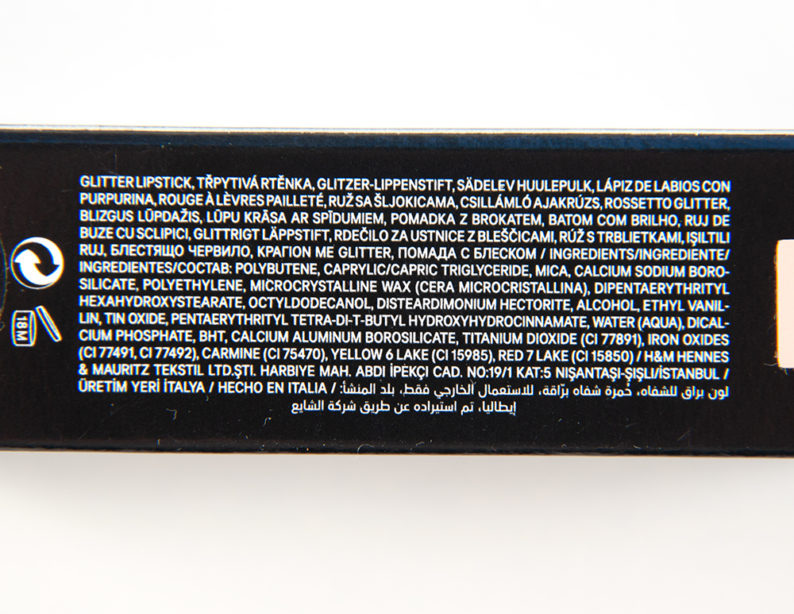 GLITTER LIPSTICK, TŘPYTIVÁ RTĚNKA, GLITZER-LIPPENSTIFT, SÄDELEV HUULEPULK, LÁPIZ DE LABIOS CON
PURPURINA, ROUGE À LÈVRES PAILLETÉ, RUŽ SA ŠLJOKICAMA, CSILLÁMLÓ AJAKRÚZS, ROSSETTO GLITTER,
BLIZGUS LŪPDAŽIS, LŪPU KRĀSA AR SPĪDUMIEM, POMADKA Z BROKATEM, BATOM COM BRILHO, RUJ DE
BUZE CU SCLIPICI, GLITTRIGT LÄPPSTIFT, RDEČILO ZA USTNICE Z BLEŠČICAMI, RÚŽ S TRBLIETKAMI, IŞILTILI
RUJ, БЛЕСТЯЩО ЧЕРВИЛО, ΚΡΑΓΙΟΝ ΜΕ GLITTER, ПОМАДА С БЛЕСКОМ / INGREDIENTS/INGREDIENTE/
INGREDIENTES/СОСТАВ: POLYBUTENE, CAPRYLIC/CAPRIC TRIGLYCERIDE, MICA, CALCIUM SODIUM BORO-
SILICATE, POLYETHYLENE, MICROCRYSTALLINE WAX (CERA MICROCRISTALLINA), DIPENTAERYTHRITYL
HEXAHYDROXYSTEARATE, OCTYLDODECANOL, DISTEARDIMONIUM HECTORITE, ALCOHOL, ETHYL VANIL-
LIN, TIN OXIDE, PENTAERYTHRITYL TETRA-DI-T-BUTYL HYDROXYHYDROCINNAMATE, WATER (AQUA), DICAL-
CIUM PHOSPHATE, BHT, CALCIUM ALUMINUM BOROSILICATE, TITANIUM DIOXIDE (CI 77891), IRON OXIDES
(CI 77491, CI 77492), CARMINE (CI 75470), YELLOW 6 LAKE (CI 15985), RED 7 LAKE (CI 15850) / H&M HENNES
& MAURITZ TEKSTIL LTD.ŞTI. HARBIYE MAH. ABDI İPEKÇI CAD. NO:19/1 KAT:5 NIŞANTAŞI-ŞIŞLI/İSTANBUL /
ÜRETİM YERİ İTALYA / HECHO EN ITALIA / لون براق للشفاه، حُمرة شفاه برّاقة، للاستعمال الخارجي فقط، بلد المنشأ:
إيطاليا، تم استيراده عن طريق شركة الشايع
18M